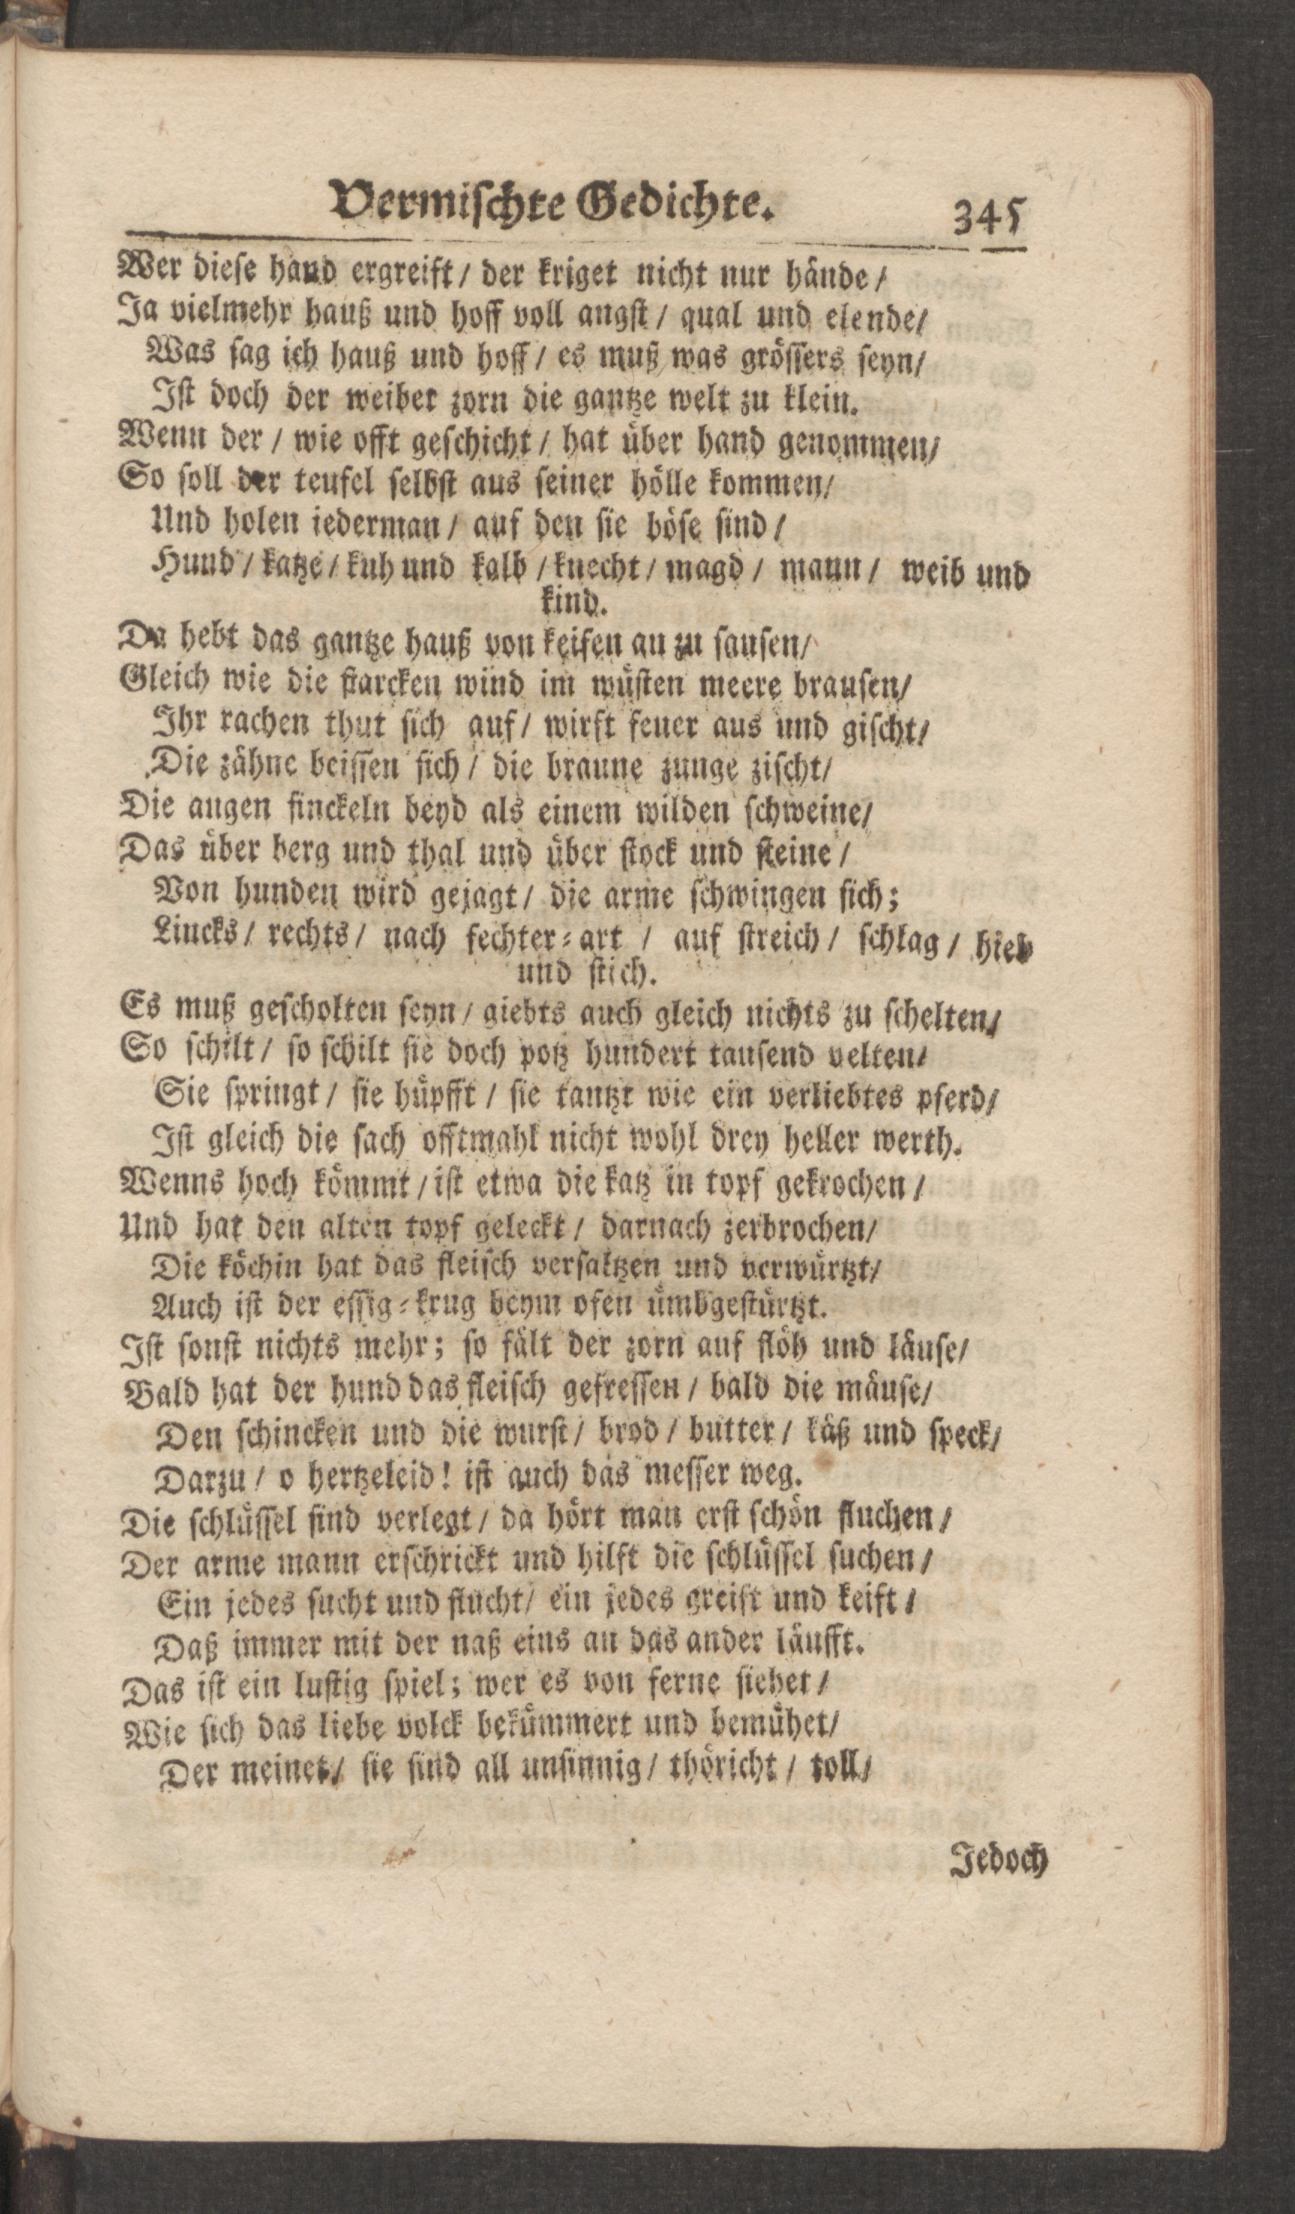 Vermischte Gedichte. 345
Wer diese hand ergreift/ der kriget nicht nur hände/
Ja vielmehr hauß und hoff voll angst/ qual und elende/
Was sag ich hauß und hoff/ es muß was grössers seyn/
Ist doch der weiber zorn die gantze welt zu klein.
Wenn der/ wie offt geschicht/ hat über hand genommen/
So soll der teufel selbst aus seiner hölle kommen/
Und holen iederman/ auf den sie böse sind/
Hund/ katze/ kuh und kalb/ knecht/ magd/ mann/ weib und
kind.
Da hebt das gantze hauß von keifen an zu sausen/
Gleich wie die starcken wind im wüsten meere brausen/
Ihr rachen thut sich auf/ wirft feuer aus und gischt/
Die zähne beissen sich/ die braune zunge zischt/
Die augen finckeln beyd als einem wilden schweine/
Das über berg und thal und über stock und steine/
Von hunden wird gejagt/ die arme schwingen sich;
Lincks/ rechts/ nach fechter-art/ auf streich/ schlag/ hieb
und stich.
Es muß gescholten seyn/ giebts auch gleich nichts zu schelten/
So schilt/ so schilt sie doch potz hundert tausend velten/
Sie springt/ sie hüpfft/ sie tantzt wie ein verliebtes pferd/
Ist gleich die sach offtmahl nicht wohl drey heller werth.
Wenns hoch kömmt/ ist etwa die katz in topf gekrochen/
Und hat den alten topf geleckt/ darnach zerbrochen/
Die köchin hat das fleisch versaltzen und verwürtzt/
Auch ist der essig-krug beym ofen ümbgestürtzt.
Ist sonst nichts mehr; so fält der zorn auf flöh und läuse/
Bald hat der hund das fleisch gefressen/ bald die mäuse/
Den schincken und die wurst/ brod/ butter/ käß und speck/
Darzu/ o hertzeleid! ist auch das messer weg.
Die schlüssel sind verlegt/ da hört man erst schön fluchen/
Der arme mann erschrickt und hilft die schlüssel suchen/
Ein jedes sucht und flucht/ ein jedes greift und keift/
Daß immer mit der naß eins an das ander läufft.
Das ist ein lustig spiel; wer es von ferne siehet/
Wie sich das liebe volck bekümmert und bemühet/
Der meinet/ sie sind all unsinnig/ thöricht/ toll/
Jedoch